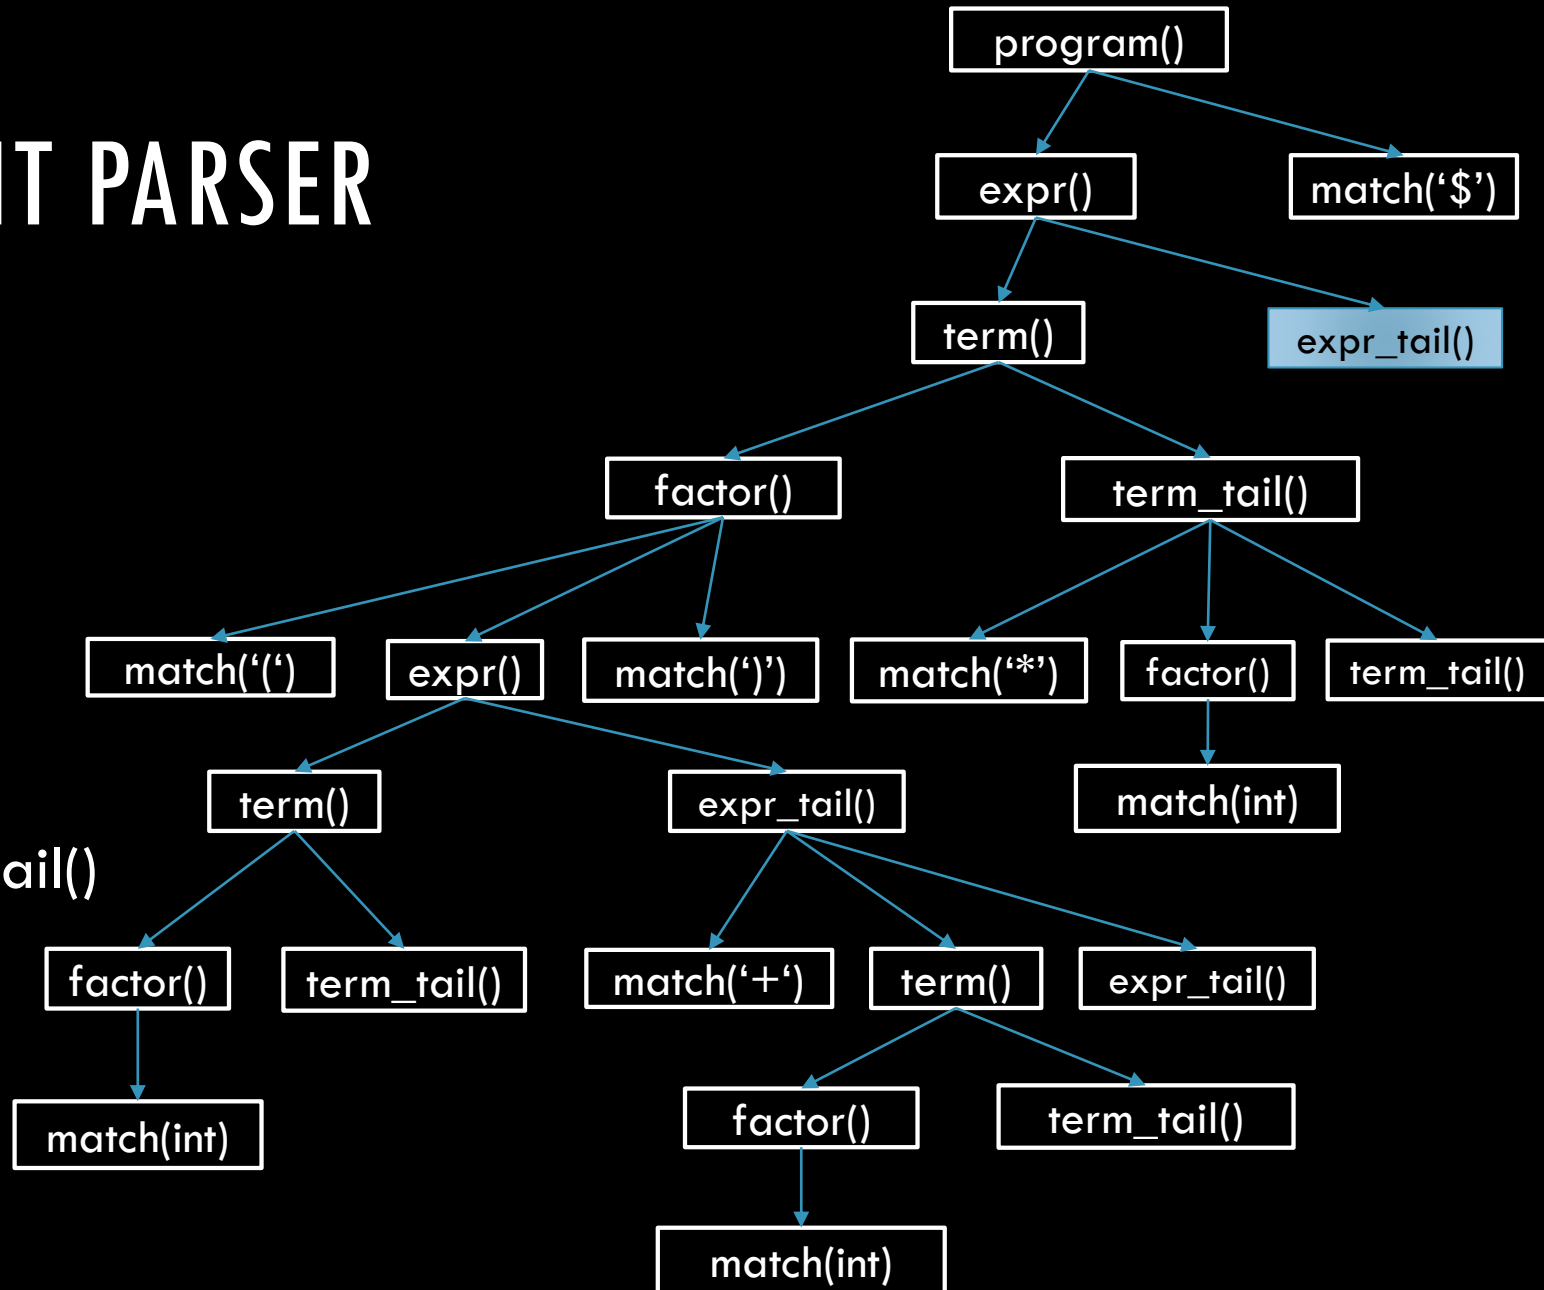 program()
IT PARSER
expr()
match(‘$’)
term()
expr_tail()
factor()
term_tail()
match(‘(’)
expr()
match(‘)’)
match(‘*’)
factor()
term_tail()
term()
expr_tail()
match(int)
ail()
factor()
term_tail()
match(‘+‘)
term()
expr_tail()
match(int)
factor()
term_tail()
match(int)